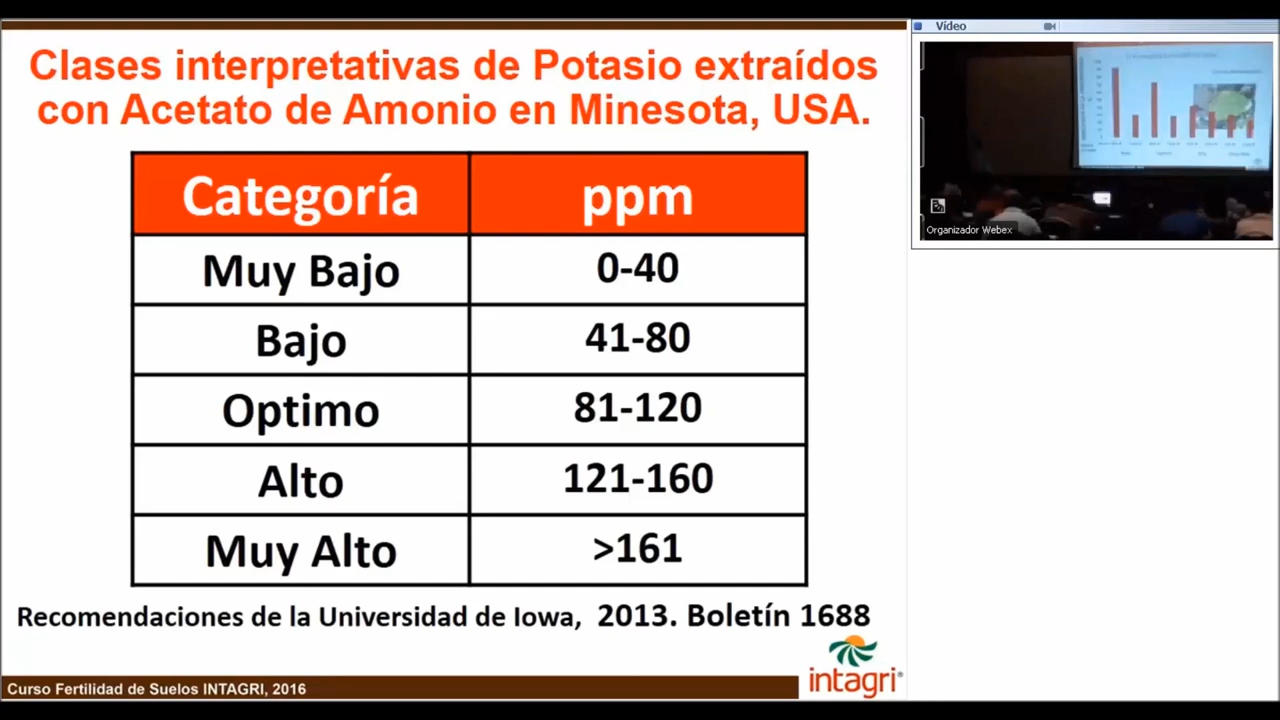 Clases interpretativas de Potasio extraídos
con Acetato de Amonio en Minesota, USA.
Categoría ppm
Muy Bajo 0-40
Bajo 41-80
Optimo 81-120
Alto 121-160
Muy Alto >161
Recomendaciones de la Universidad de Iowa, 2013. Boletín 1688
intagri®
Curso Fertilidad de Suelos INTAGRI, 2016
Vídeo
Organizador Webex